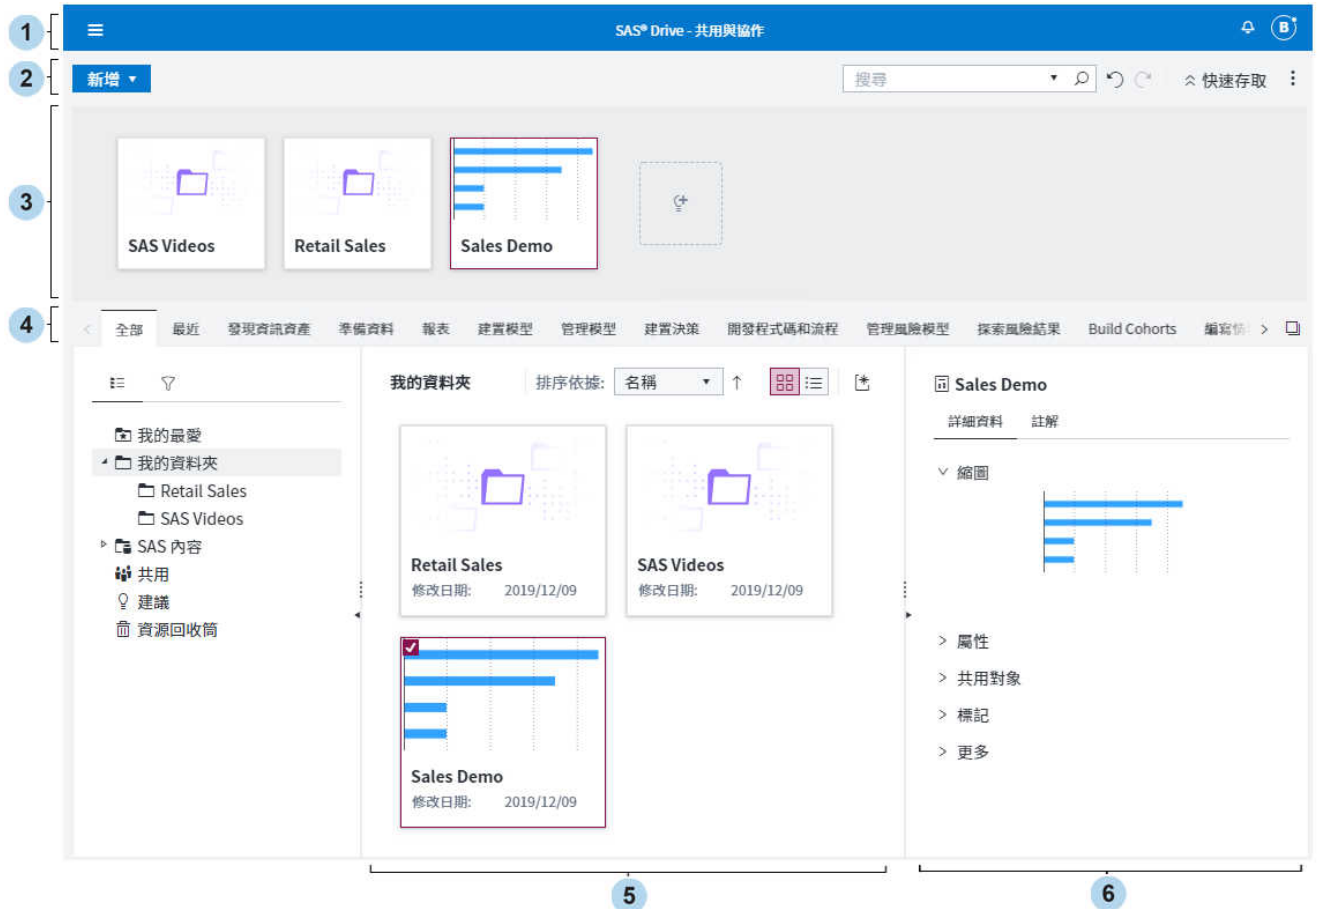 1
SAS® Drive - 共用與協作
B
2
新增
搜尋
快速存取
3
SAS Videos
Retail Sales
Sales Demo
4
全部
最近
發現資訊資產
準備資料
報表
建置模型
管理模型
建置決策
開發程式碼和流程
管理風險模型
探索風險結果
Build Cohorts
編寫
我的最愛
我的資料夾
Retail Sales
SAS Videos
SAS 內容
共用
建議
資源回收筒
我的資料夾
排序依據:
名稱
Retail Sales
修改日期: 2019/12/09
SAS Videos
修改日期: 2019/12/09
Sales Demo
修改日期: 2019/12/09
Sales Demo
詳細資料
註解
縮圖
屬性
共用對象
標記
更多
5
6